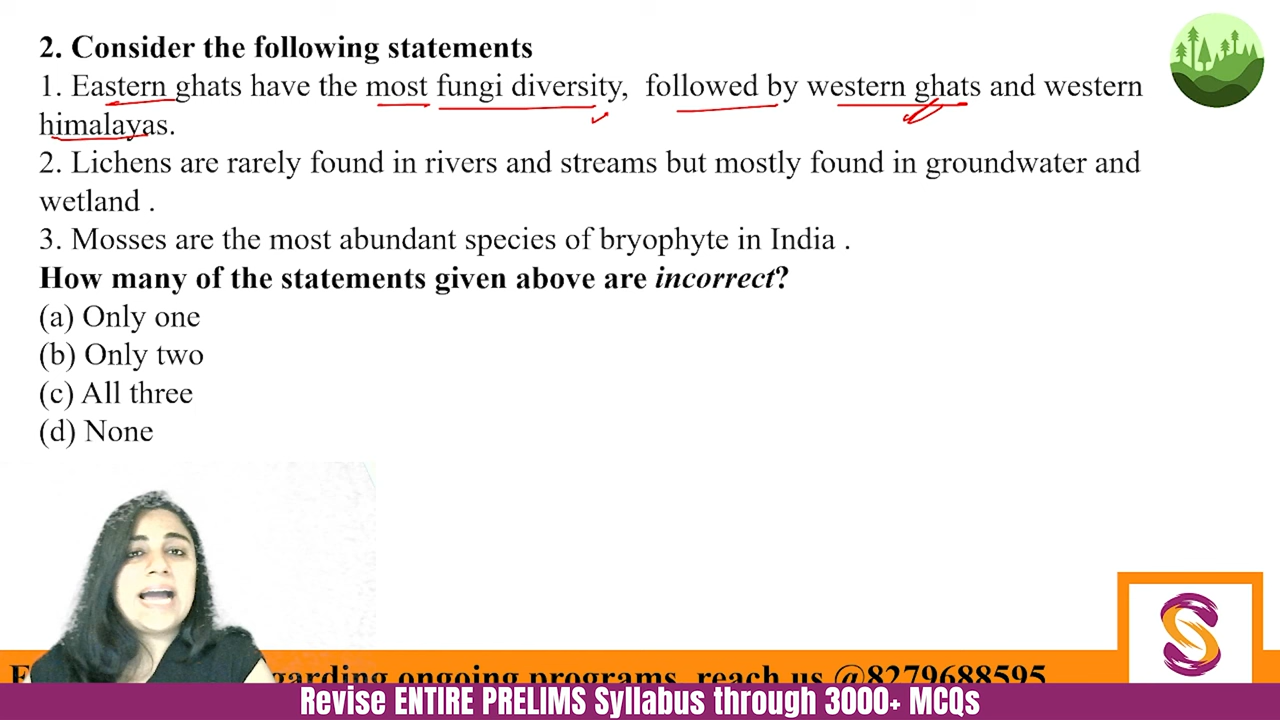 2. Consider the following statements
1. Eastern ghats have the most fungi diversity, followed by western ghats and western
himalayas.
2. Lichens are rarely found in rivers and streams but mostly found in groundwater and
wetland .
3. Mosses are the most abundant species of bryophyte in India .
How many of the statements given above are incorrect?
(a) Only one
(b) Only two
(c) All three
(d) None
garding ongoing programs, reach us @8279688595
Revise ENTIRE PRELIMS Syllabus through 3000+ MCQs